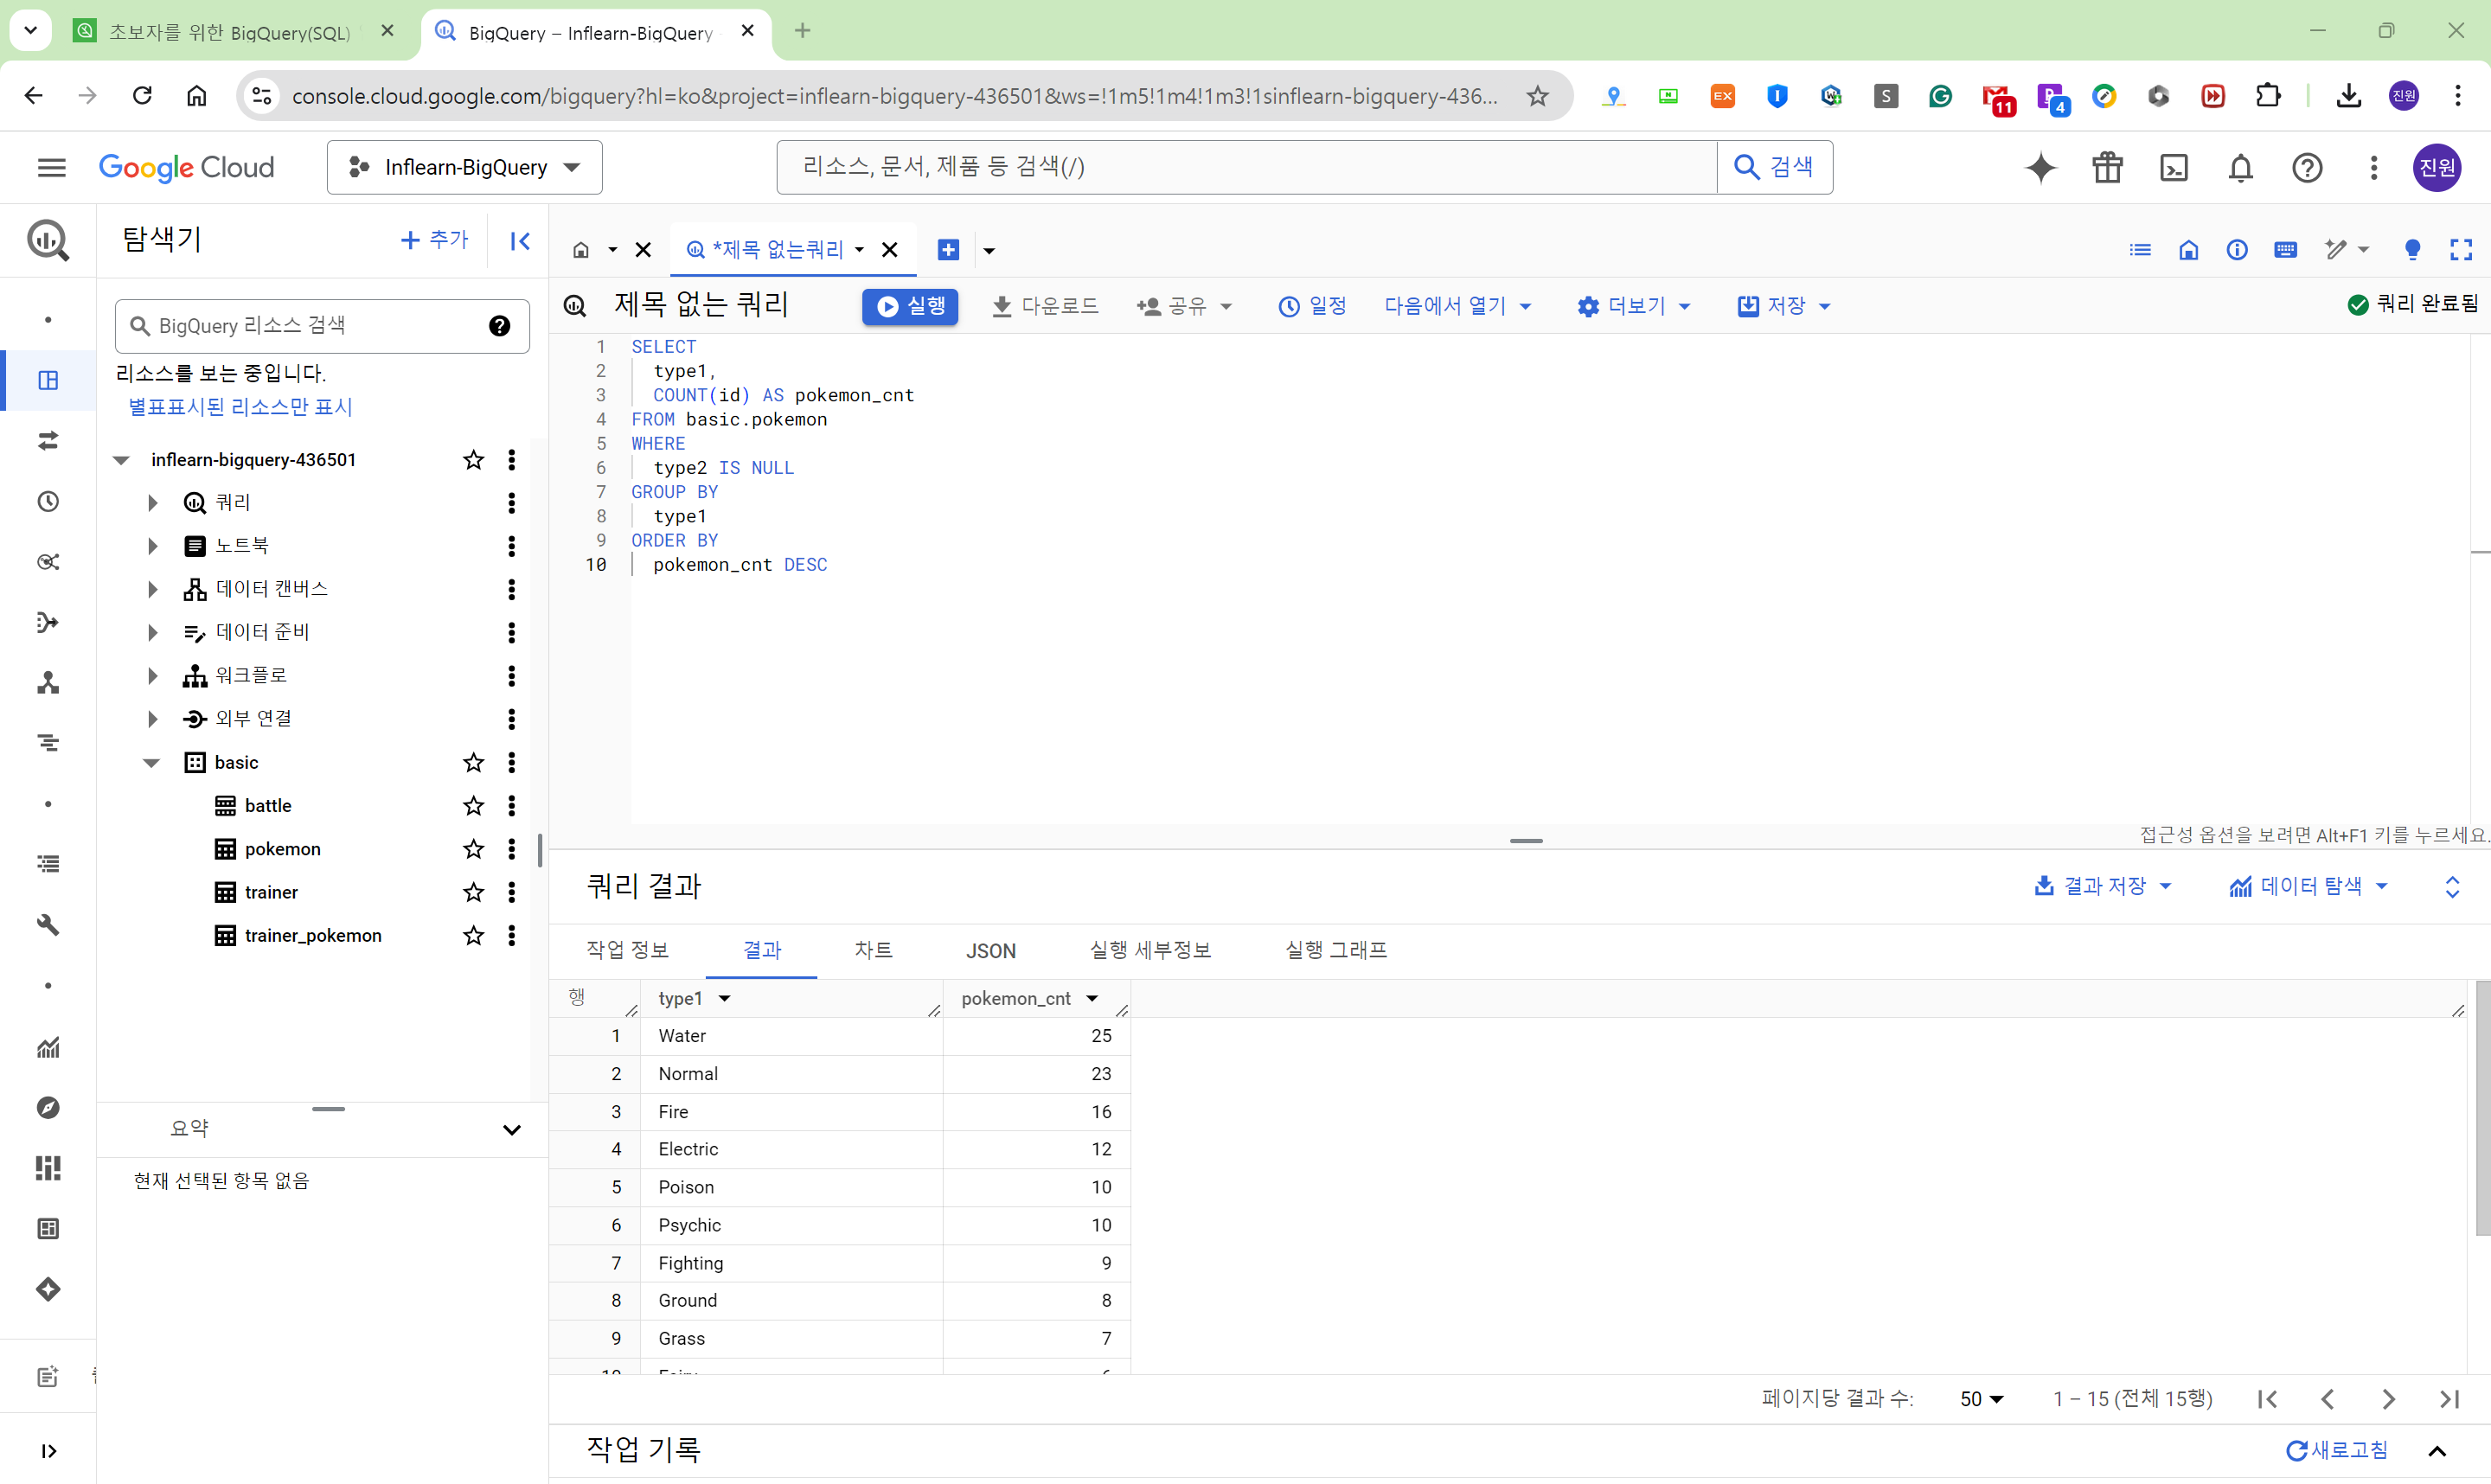 초보자를 위한 BigQuery(SQL)
BigQuery – Inflearn-BigQuery
console.cloud.google.com/bigquery?hl=ko&project=inflearn-bigquery-436501&ws=!1m5!1m4!1m3!1sinflearn-bigquery-436...
EX
S
11
4
진원
Google Cloud
Inflearn-BigQuery
리소스, 문서, 제품 등 검색(/)
검색
진원
탐색기
추가
*제목 없는쿼리
BigQuery 리소스 검색
제목 없는 쿼리
실행
다운로드
공유
일정
다음에서 열기
더보기
저장
쿼리 완료됨
리소스를 보는 중입니다.
별표표시된 리소스만 표시
inflearn-bigquery-436501
쿼리
노트북
데이터 캔버스
데이터 준비
워크플로
외부 연결
basic
battle
pokemon
trainer
trainer_pokemon
요약
현재 선택된 항목 없음
1 SELECT
2 type1,
3 COUNT(id) AS pokemon_cnt
4 FROM basic.pokemon
5 WHERE
6 type2 IS NULL
7 GROUP BY
8 type1
9 ORDER BY
10 pokemon_cnt DESC
접근성 옵션을 보려면 Alt+F1 키를 누르세요.
쿼리 결과
결과 저장
데이터 탐색
작업 정보 결과 차트 JSON 실행 세부정보 실행 그래프
행 type1 pokemon_cnt
1 Water 25
2 Normal 23
3 Fire 16
4 Electric 12
5 Poison 10
6 Psychic 10
7 Fighting 9
8 Ground 8
9 Grass 7
페이지당 결과 수: 50 1 – 15 (전체 15행)
작업 기록
새로고침